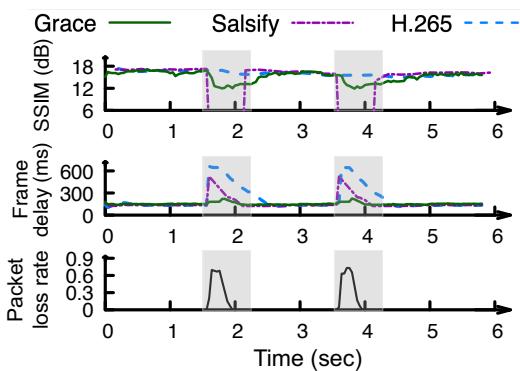 Grace Salsify H.265
SSIM (dB)
18
12
6
0 1 2 3 4 5 6
Frame
delay (ms)
600
300
0
0 1 2 3 4 5 6
Packet
loss rate
0.9
0.6
0.3
0
0 1 2 3 4 5 6
Time (sec)